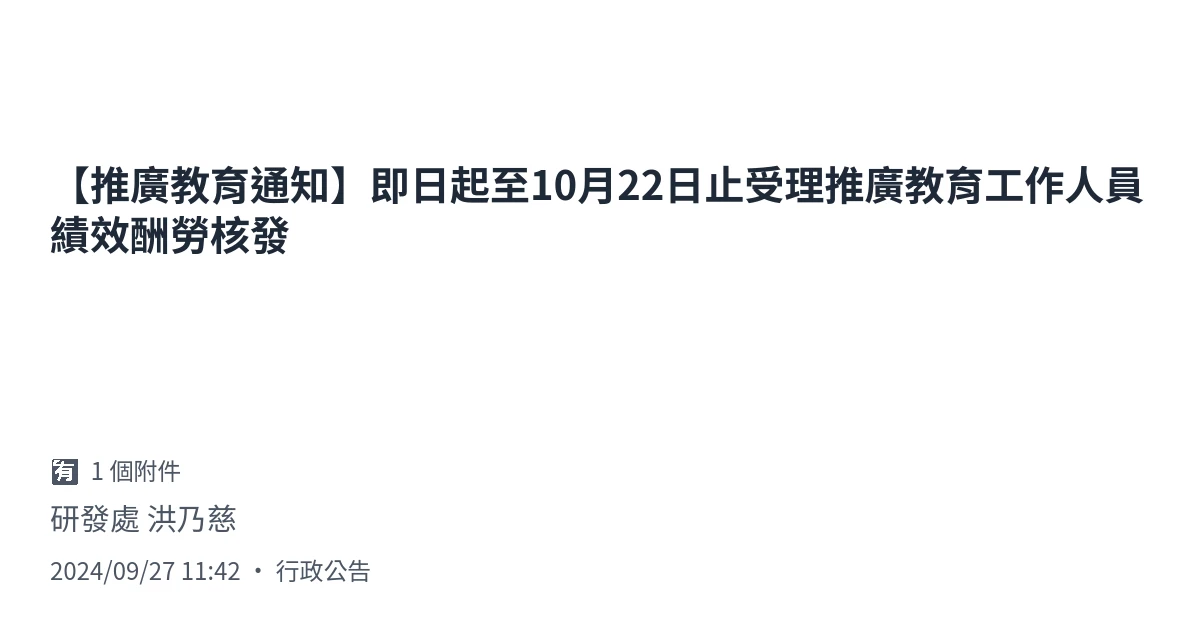 【推廣教育通知】即日起至10月22日止受理推廣教育工作人員
績效酬勞核發
🈶 1 個附件
研發處 洪乃慈
2024/09/27 11:42 • 行政公告